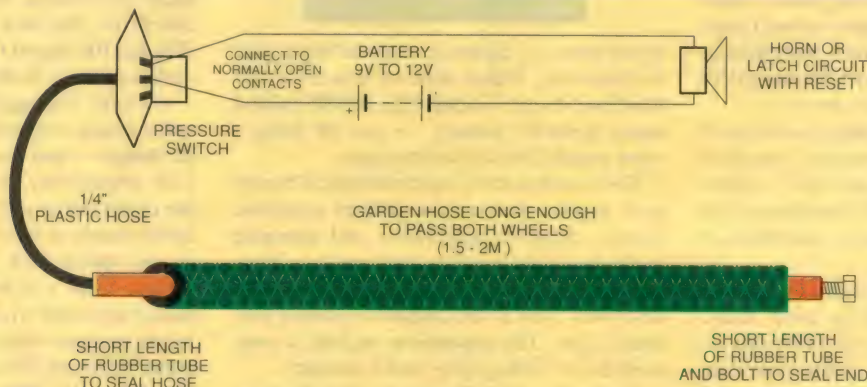 CONNECT TO
NORMALLY OPEN
CONTACTS
BATTERY
9V TO 12V
+
HORN OR
LATCH CIRCUIT
WITH RESET
PRESSURE
SWITCH
1/4"
PLASTIC HOSE
GARDEN HOSE LONG ENOUGH
TO PASS BOTH WHEELS
(1.5 - 2M)
SHORT LENGTH
OF RUBBER TUBE
TO SEAL HOSE
SHORT LENGTH
OF RUBBER TUBE
AND BOLT TO SEAL END